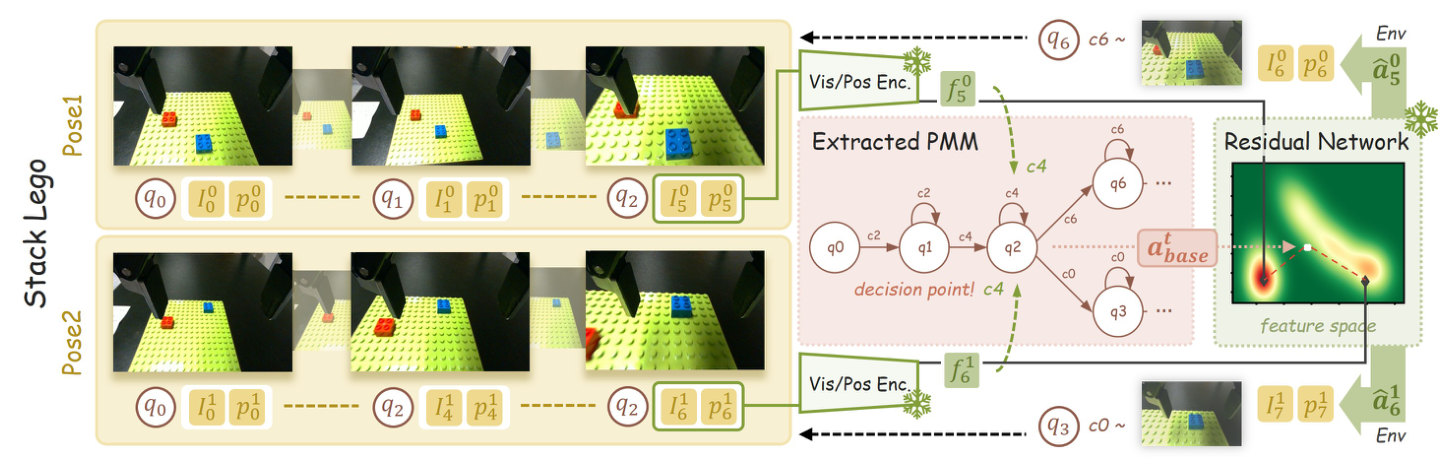 Stack Lego
Pose1
q₀ I₀⁰ p₀⁰
q₁ I₁⁰ p₁⁰
q₂ I₅⁰ p₅⁰
Pose2
q₀ I₀¹ p₀¹
q₂ I₄¹ p₄¹
q₂ I₆¹ p₆¹
Vis/Pos Enc.
f₅⁰
q₆ c6 ~
I₆⁰ p₆⁰
Env
â₅⁰
Extracted PMM
c4
q0
c2
q1
c2
c4
q2
c4
c6
q6
c6
...
c0
q3
c0
...
decision point!
c4
aᵗ_base
Residual Network
feature space
Vis/Pos Enc.
f₆¹
q₃ c0 ~
I₇¹ p₇¹
â₆¹
Env